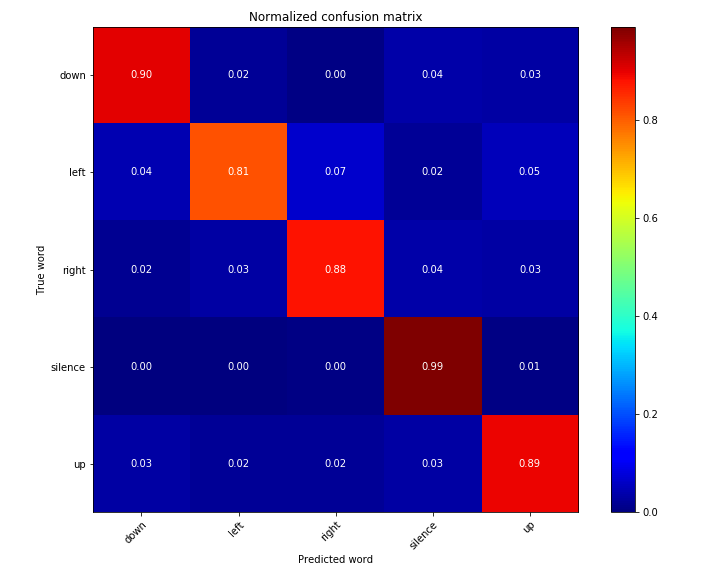 Normalized confusion matrix
down 0.90 0.02 0.00 0.04 0.03
left 0.04 0.81 0.07 0.02 0.05
right 0.02 0.03 0.88 0.04 0.03
silence 0.00 0.00 0.00 0.99 0.01
up 0.03 0.02 0.02 0.03 0.89
True word
down left right silence up
Predicted word
0.8
0.6
0.4
0.2
0.0